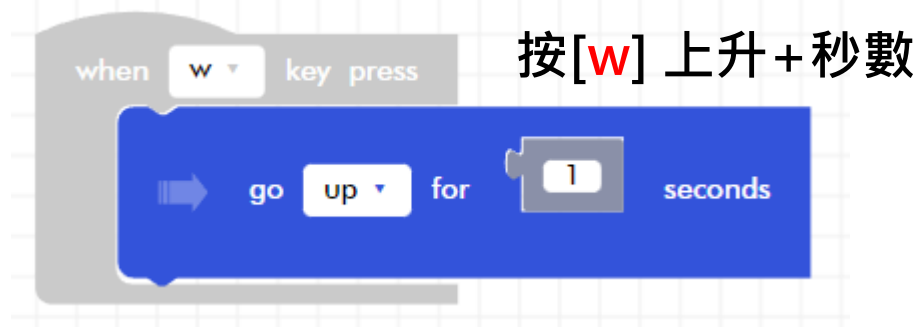 按[w] 上升+秒數
when w key press
go up for 1 seconds